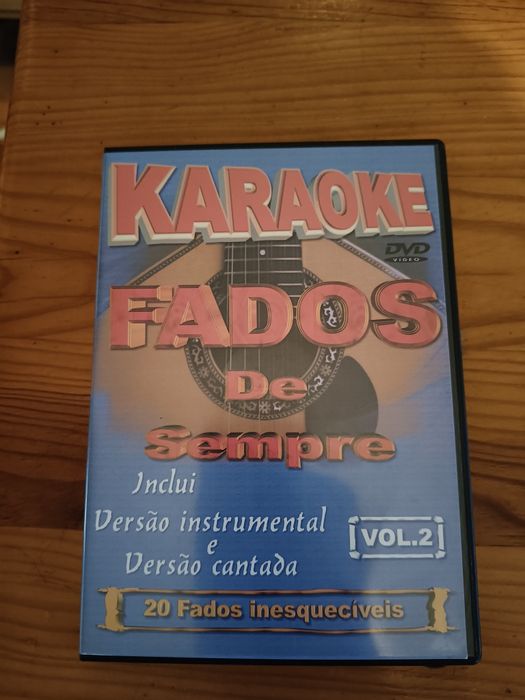 KARAOKE
DVD
VIDEO
FADOS
De
Sempre
Inclui
Versão instrumental
e
Versão cantada
VOL.2
20 Fados inesquecíveis